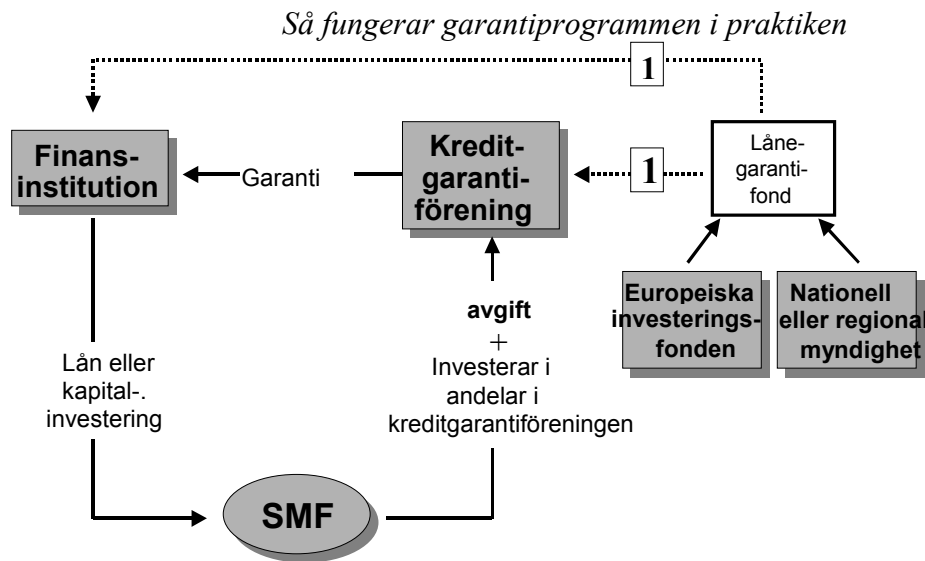 Så fungerar garantiprogrammen i praktiken
1
Finans-
institution
Garanti
Kredit-
garanti-
förening
1
Låne-
garanti-
fond
Europeiska
investerings-
fonden
Nationell
eller regional
myndighet
avgift
+
Investerar i
andelar i
kreditgarantiföreningen
Lån eller
kapital-.
investering
SMF